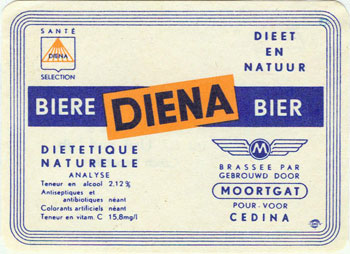 SANTÉ
DIENA
SELECTION
DIEET
EN
NATUUR
BIERE DIENA BIER
DIETETIQUE
NATURELLE
ANALYSE
Teneur en alcool 2,12%
Antiseptiques et
antibiotiques néant
Colorants artificiels néant
Teneur en vitam. C 15,8mg/l
M
BRASSEE PAR
GEBROUWD DOOR
MOORTGAT
POUR-VOOR
CEDINA